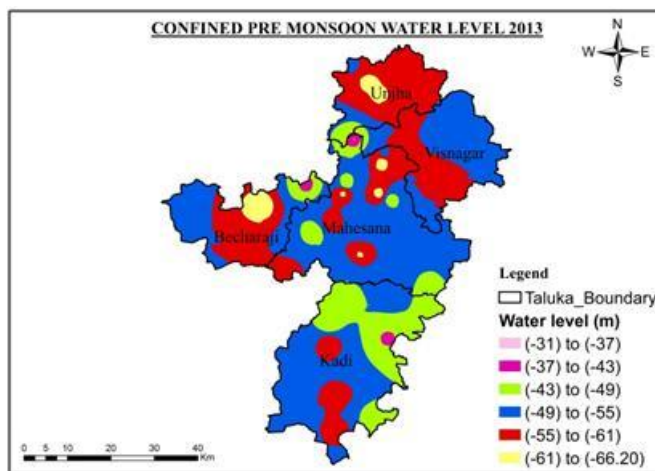 CONFINED PRE MONSOON WATER LEVEL 2013
N
W E
S
Unjha
Visnagar
Becharaji
Mahesana
Kadi
Legend
Taluka_Boundary
Water level (m)
(-31) to (-37)
(-37) to (-43)
(-43) to (-49)
(-49) to (-55)
(-55) to (-61)
(-61) to (-66.20)
0 5 10 20 30 40
Km